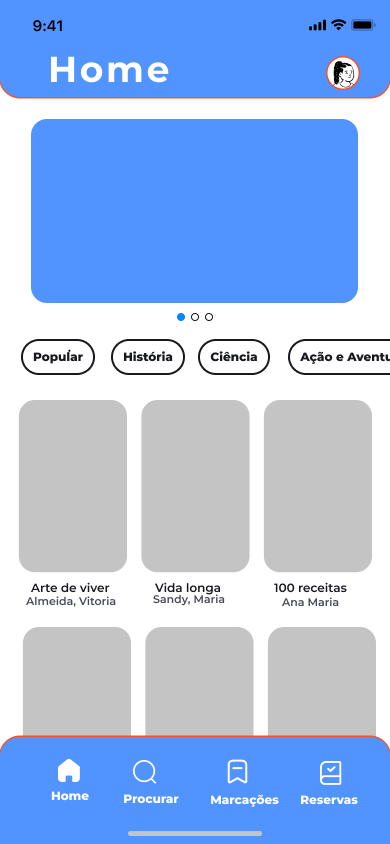 9:41
Home
Popuĺar
História
Ciência
Ação e Aventu
Arte de viver
Almeida, Vitoria
Vida longa
Sandy, Maria
100 receitas
Ana Maria
Home
Procurar
Marcações
Reservas